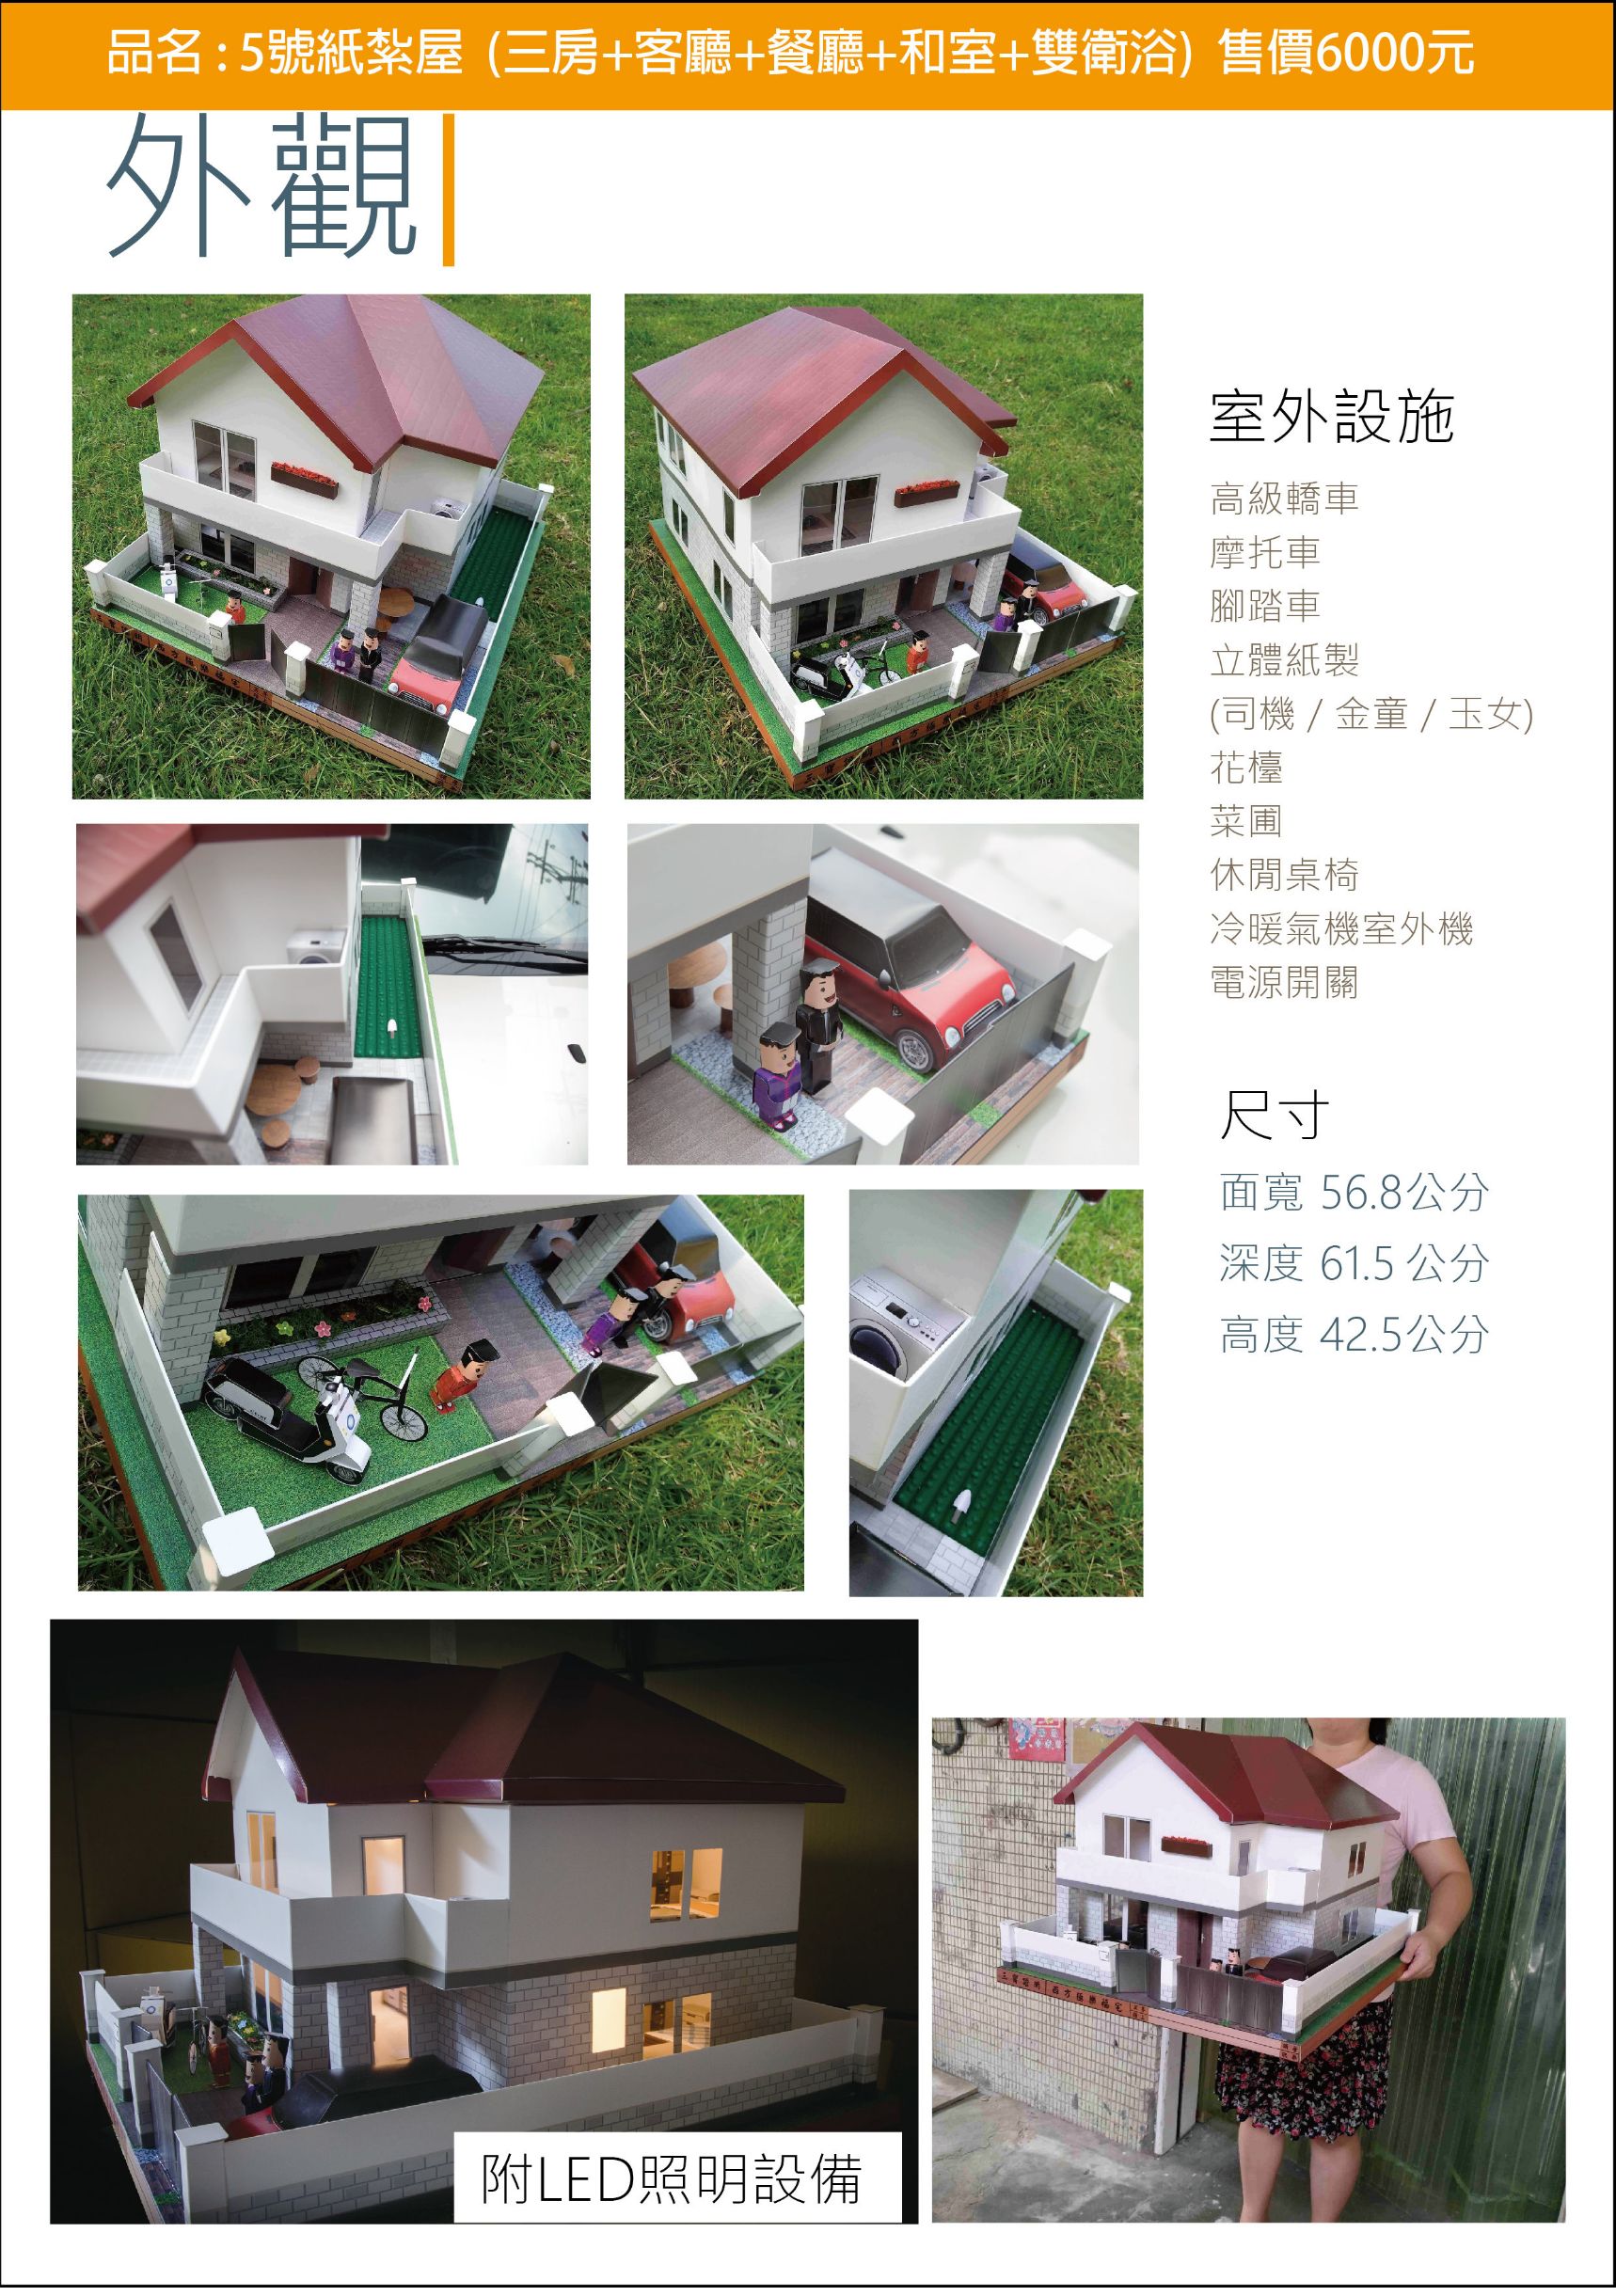 品名 : 5號紙紮屋 (三房+客廳+餐廳+和室+雙衛浴) 售價6000元
外觀
室外設施
高級轎車
摩托車
腳踏車
立體紙製
(司機 / 金童 / 玉女)
花檯
菜圃
休閒桌椅
冷暖氣機室外機
電源開關
尺寸
面寬 56.8公分
深度 61.5 公分
高度 42.5公分
附LED照明設備